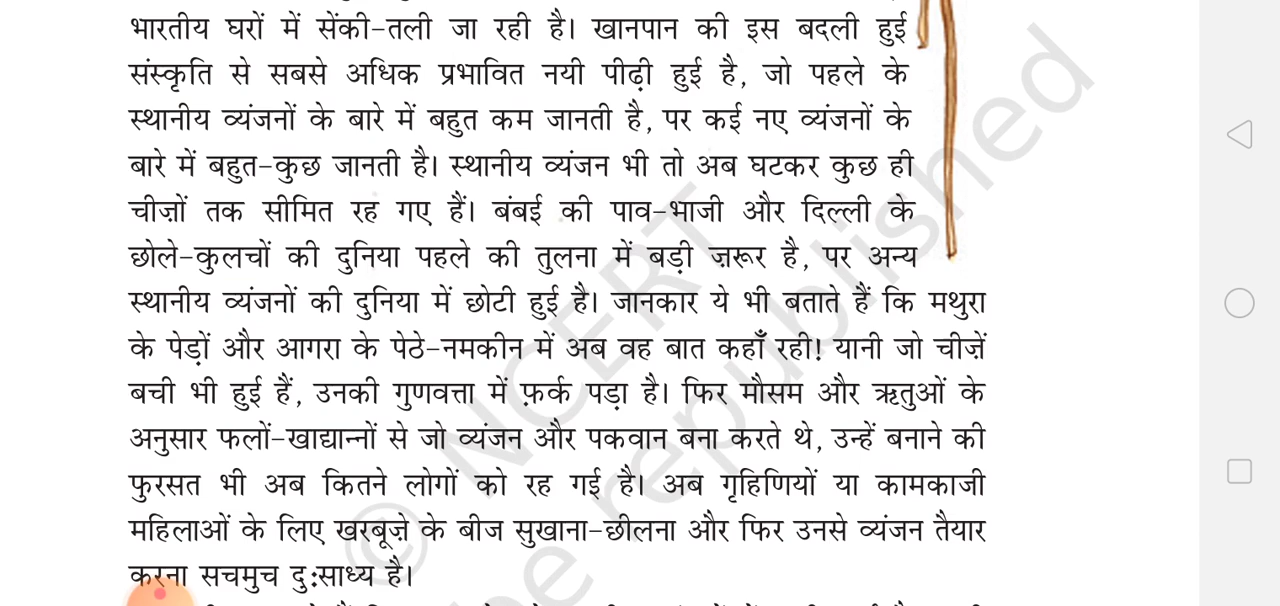 भारतीय घरों में सेंकी-तली जा रही है। खानपान की इस बदली हुई
संस्कृति से सबसे अधिक प्रभावित नयी पीढ़ी हुई है, जो पहले के
स्थानीय व्यंजनों के बारे में बहुत कम जानती है, पर कई नए व्यंजनों के
बारे में बहुत-कुछ जानती है। स्थानीय व्यंजन भी तो अब घटकर कुछ ही
चीज़ों तक सीमित रह गए हैं। बंबई की पाव-भाजी और दिल्ली के
छोले-कुलचों की दुनिया पहले की तुलना में बड़ी ज़रूर है, पर अन्य
स्थानीय व्यंजनों की दुनिया में छोटी हुई है। जानकार ये भी बताते हैं कि मथुरा
के पेड़ों और आगरा के पेठे-नमकीन में अब वह बात कहाँ रही! यानी जो चीज़ें
बची भी हुई हैं, उनकी गुणवत्ता में फ़र्क पड़ा है। फिर मौसम और ऋतुओं के
अनुसार फलों-खाद्यान्नों से जो व्यंजन और पकवान बना करते थे, उन्हें बनाने की
फुरसत भी अब कितने लोगों को रह गई है। अब गृहिणियों या कामकाजी
महिलाओं के लिए खरबूज़े के बीज सुखाना-छीलना और फिर उनसे व्यंजन तैयार
करना सचमुच दुःसाध्य है।
© NCERT
be republished